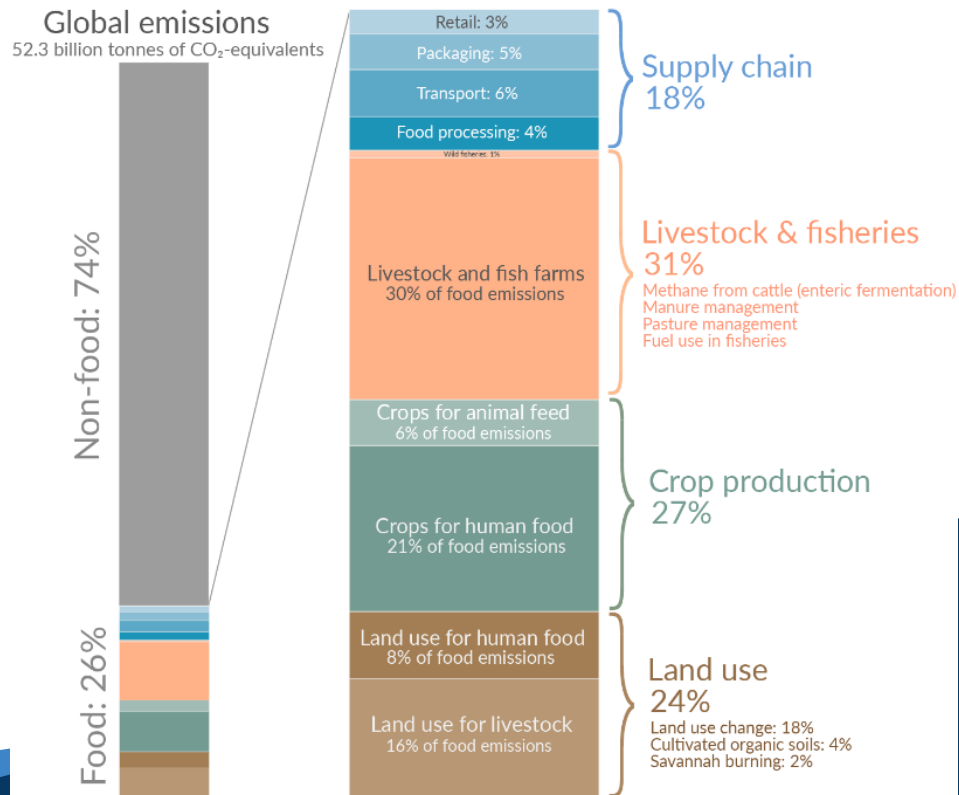 Global emissions
52.3 billion tonnes of CO₂-equivalents
Non-food: 74%
Food: 26%
Retail: 3%
Packaging: 5%
Transport: 6%
Food processing: 4%
Wild fisheries: 1%
Livestock and fish farms
30% of food emissions
Crops for animal feed
6% of food emissions
Crops for human food
21% of food emissions
Land use for human food
8% of food emissions
Land use for livestock
16% of food emissions
Supply chain
18%
Livestock & fisheries
31%
Methane from cattle (enteric fermentation)
Manure management
Pasture management
Fuel use in fisheries
Crop production
27%
Land use
24%
Land use change: 18%
Cultivated organic soils: 4%
Savannah burning: 2%